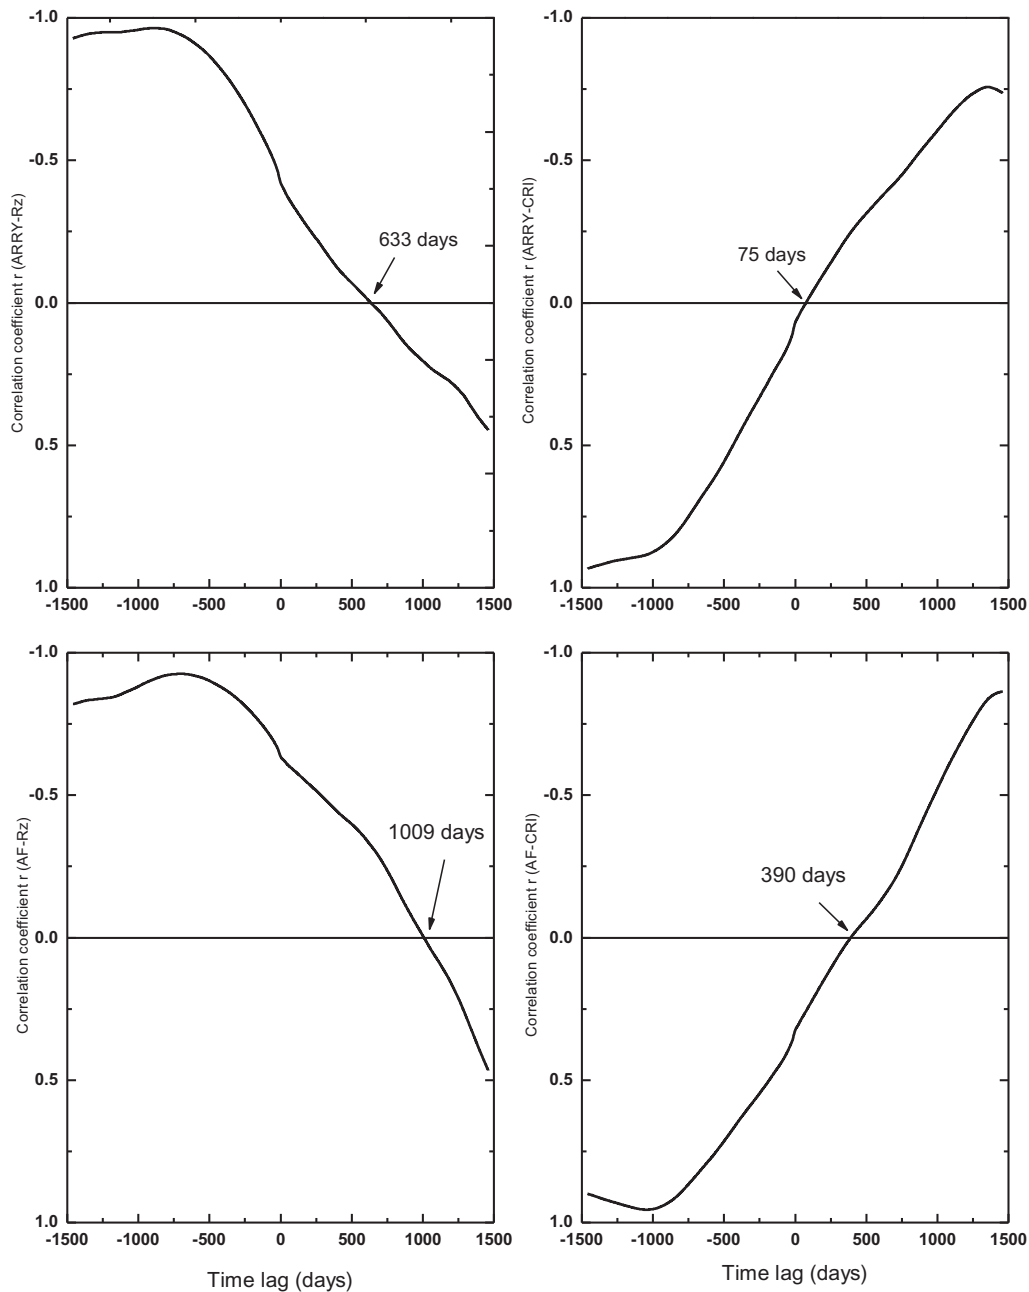 -1.0
-0.5
0.0
0.5
1.0
Correlation coefficient r (ARRY-Rz)
633 days
-1500 -1000 -500 0 500 1000 1500
-1.0
-0.5
0.0
0.5
1.0
Correlation coefficient r (ARRY-CRI)
75 days
-1500 -1000 -500 0 500 1000 1500
-1.0
-0.5
0.0
0.5
1.0
Correlation coefficient r (AF-Rz)
1009 days
-1500 -1000 -500 0 500 1000 1500
Time lag (days)
-1.0
-0.5
0.0
0.5
1.0
Correlation coefficient r (AF-CRI)
390 days
-1500 -1000 -500 0 500 1000 1500
Time lag (days)